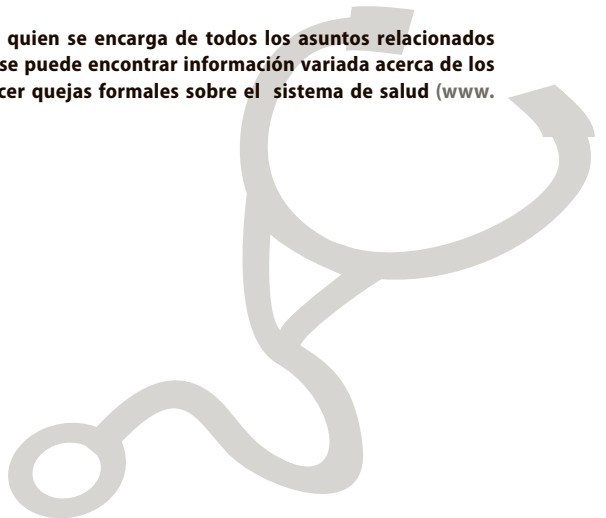 quien se encarga de todos los asuntos relacionados
se puede encontrar información variada acerca de los
cer quejas formales sobre el sistema de salud (www.